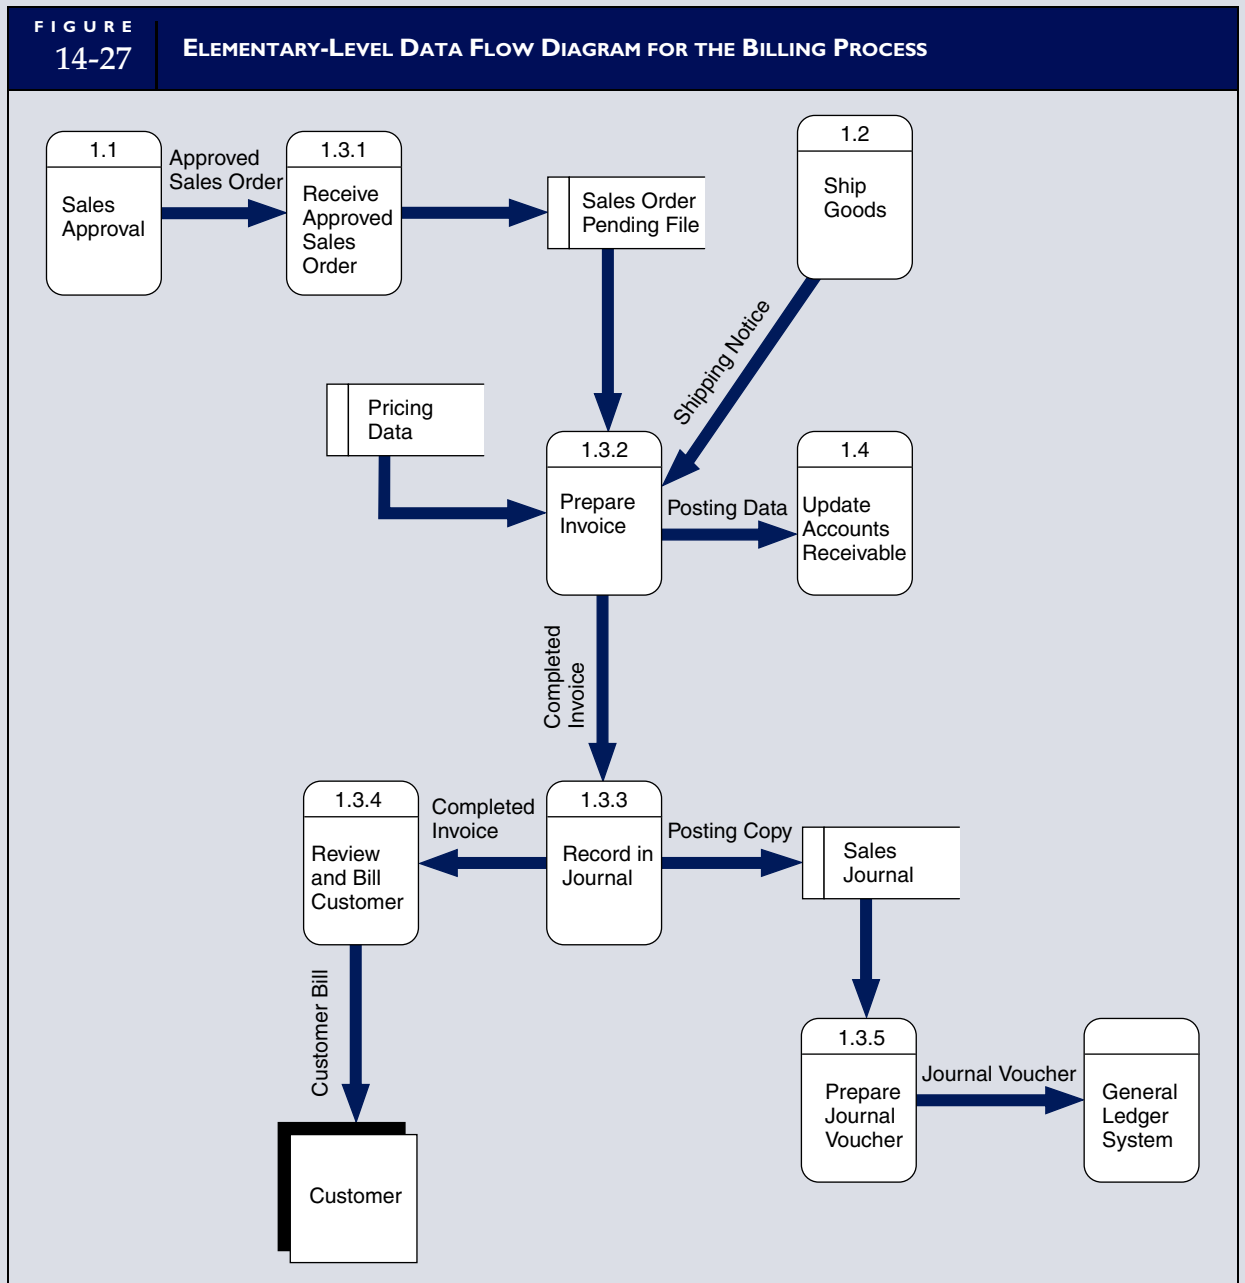 FIGURE
14-27
ELEMENTARY-LEVEL DATA FLOW DIAGRAM FOR THE BILLING PROCESS
1.1
Sales
Approval
Approved
Sales Order
1.3.1
Receive
Approved
Sales
Order
Sales Order
Pending File
1.2
Ship
Goods
Shipping Notice
Pricing
Data
1.3.2
Prepare
Invoice
Posting Data
1.4
Update
Accounts
Receivable
Completed
Invoice
1.3.4
Review
and Bill
Customer
Completed
Invoice
1.3.3
Record in
Journal
Posting Copy
Sales
Journal
Customer Bill
1.3.5
Prepare
Journal
Voucher
Journal Voucher
General
Ledger
System
Customer